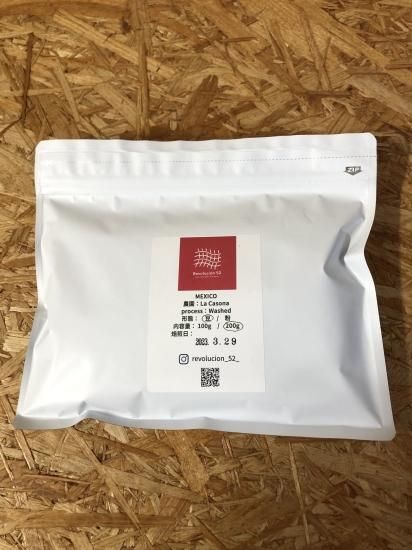 ZIP
Revolucion 52
MEXICO
農園：La Casona
process：Washed
形態： 豆 / 粉
内容量： 100g / 200g
焙煎日：
2023. 3. 29
revolucion_52_